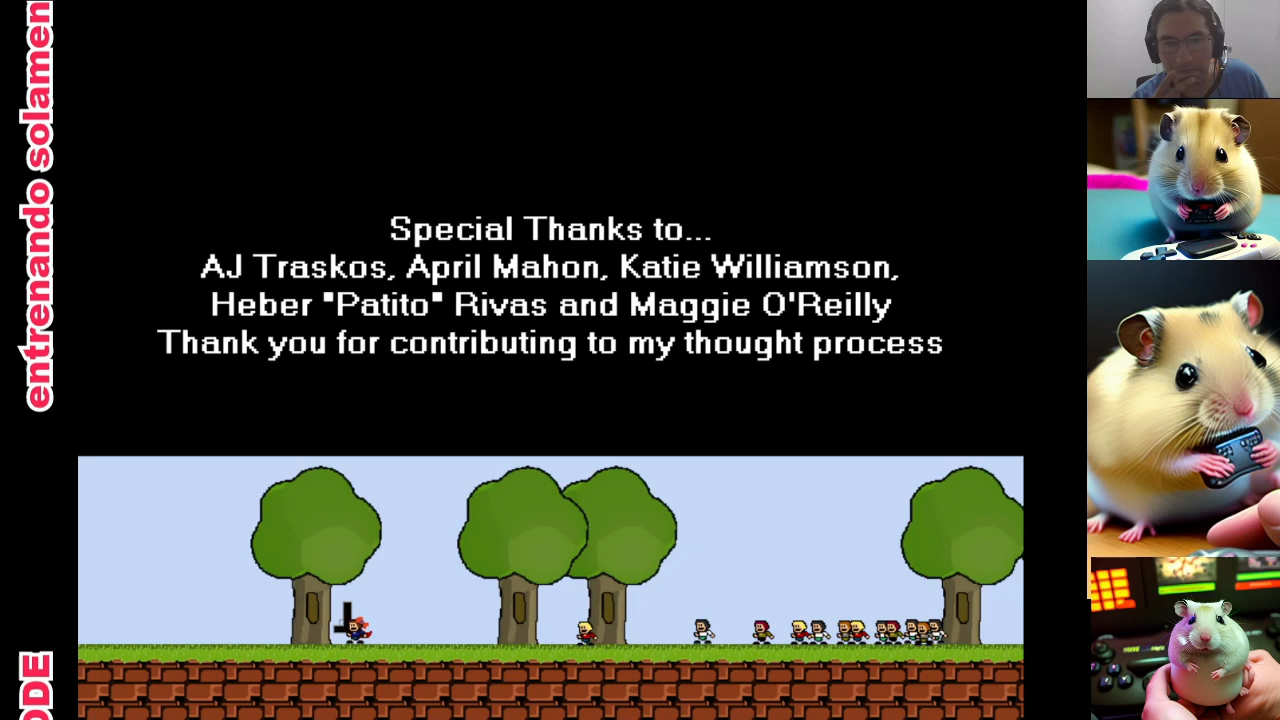 entrenando solamen
ODE
Special Thanks to...
AJ Traskos, April Mahon, Katie Williamson,
Heber "Patito" Rivas and Maggie O'Reilly
Thank you for contributing to my thought process